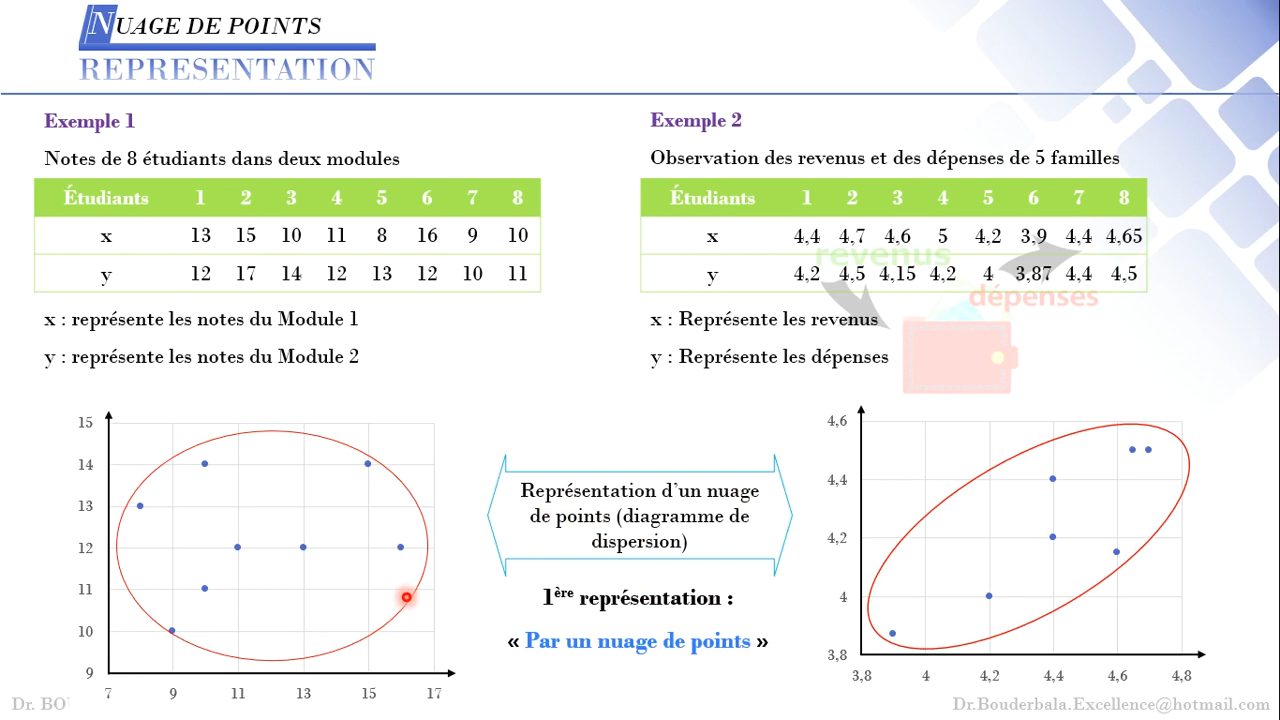 NUAGE DE POINTS
REPRESENTATION
Exemple 1
Notes de 8 étudiants dans deux modules
Étudiants 1 2 3 4 5 6 7 8
x 13 15 10 11 8 16 9 10
y 12 17 14 12 13 12 10 11
x : représente les notes du Module 1
y : représente les notes du Module 2
Exemple 2
Observation des revenus et des dépenses de 5 familles
Étudiants 1 2 3 4 5 6 7 8
x 4,4 4,7 4,6 5 4,2 3,9 4,4 4,65
y 4,2 4,5 4,15 4,2 4 3,87 4,4 4,5
revenus
dépenses
x : Représente les revenus
y : Représente les dépenses
15
14
13
12
11
10
9
7 9 11 13 15 17
Représentation d'un nuage
de points (diagramme de
dispersion)
1ère représentation :
« Par un nuage de points »
4,6
4,4
4,2
4
3,8
3,8 4 4,2 4,4 4,6 4,8
Dr.
Dr.Bouderbala.Excellence@hotmail.com